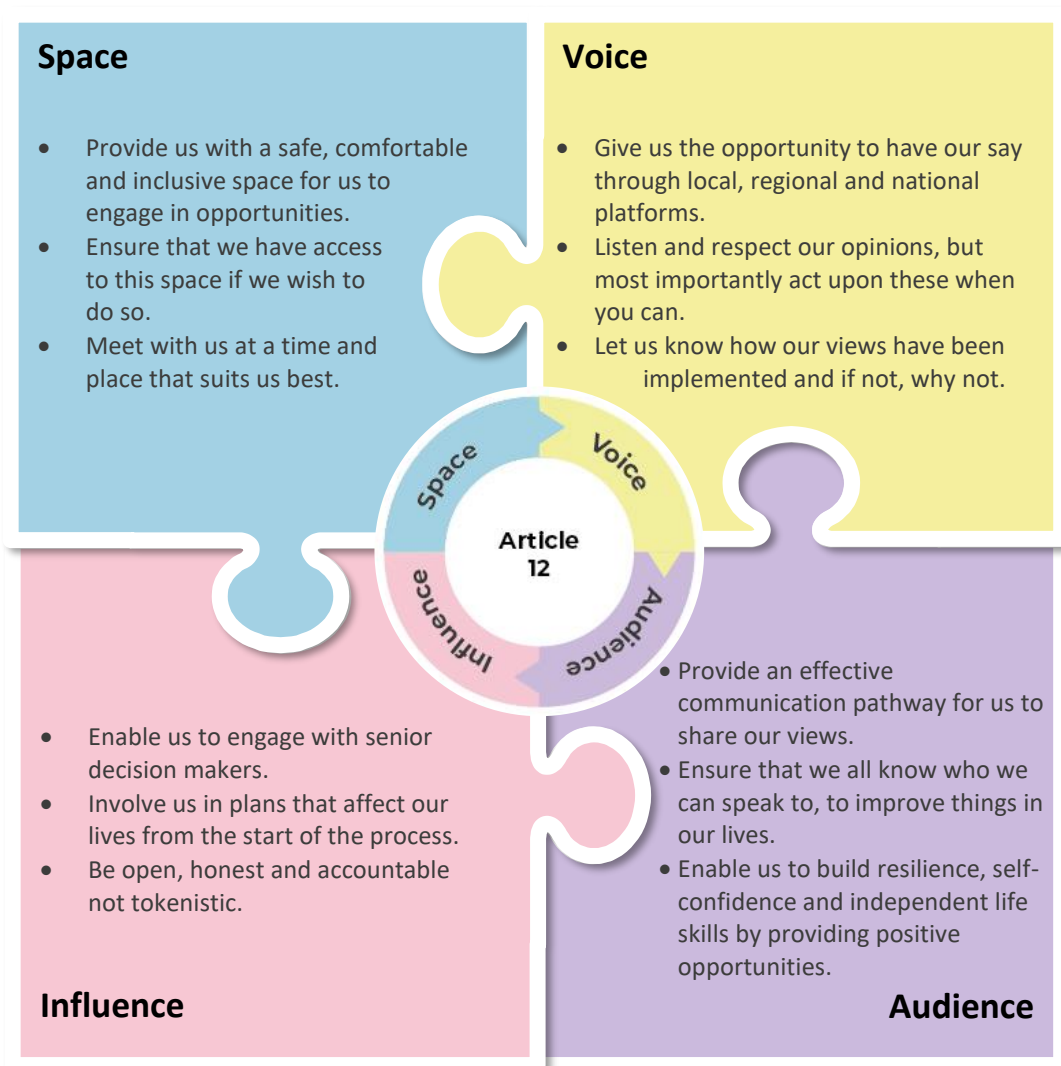 Space
• Provide us with a safe, comfortable
and inclusive space for us to
engage in opportunities.
• Ensure that we have access
to this space if we wish to
do so.
• Meet with us at a time and
place that suits us best.
Voice
• Give us the opportunity to have our say
through local, regional and national
platforms.
• Listen and respect our opinions, but
most importantly act upon these when
you can.
• Let us know how our views have been
implemented and if not, why not.
Space
Voice
Audience
Influence
Article
12
• Enable us to engage with senior
decision makers.
• Involve us in plans that affect our
lives from the start of the process.
• Be open, honest and accountable
not tokenistic.
Influence
• Provide an effective
communication pathway for us to
share our views.
• Ensure that we all know who we
can speak to, to improve things in
our lives.
• Enable us to build resilience, self-
confidence and independent life
skills by providing positive
opportunities.
Audience